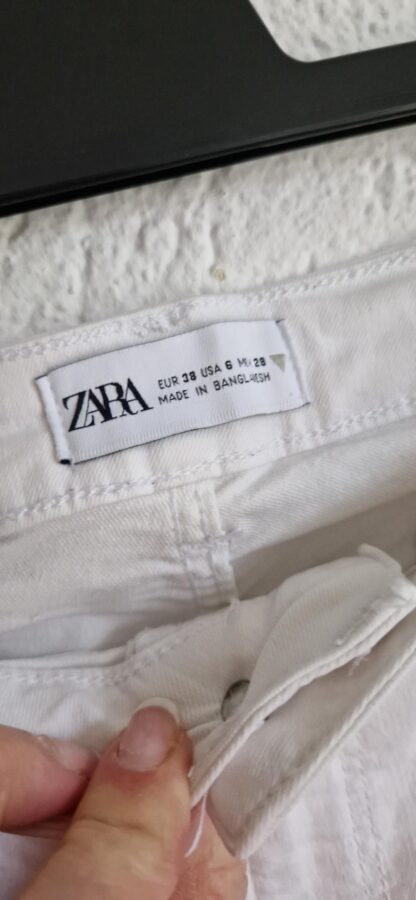 ZARA
EUR 38 USA 6 MEX 28
MADE IN BANGLADESH